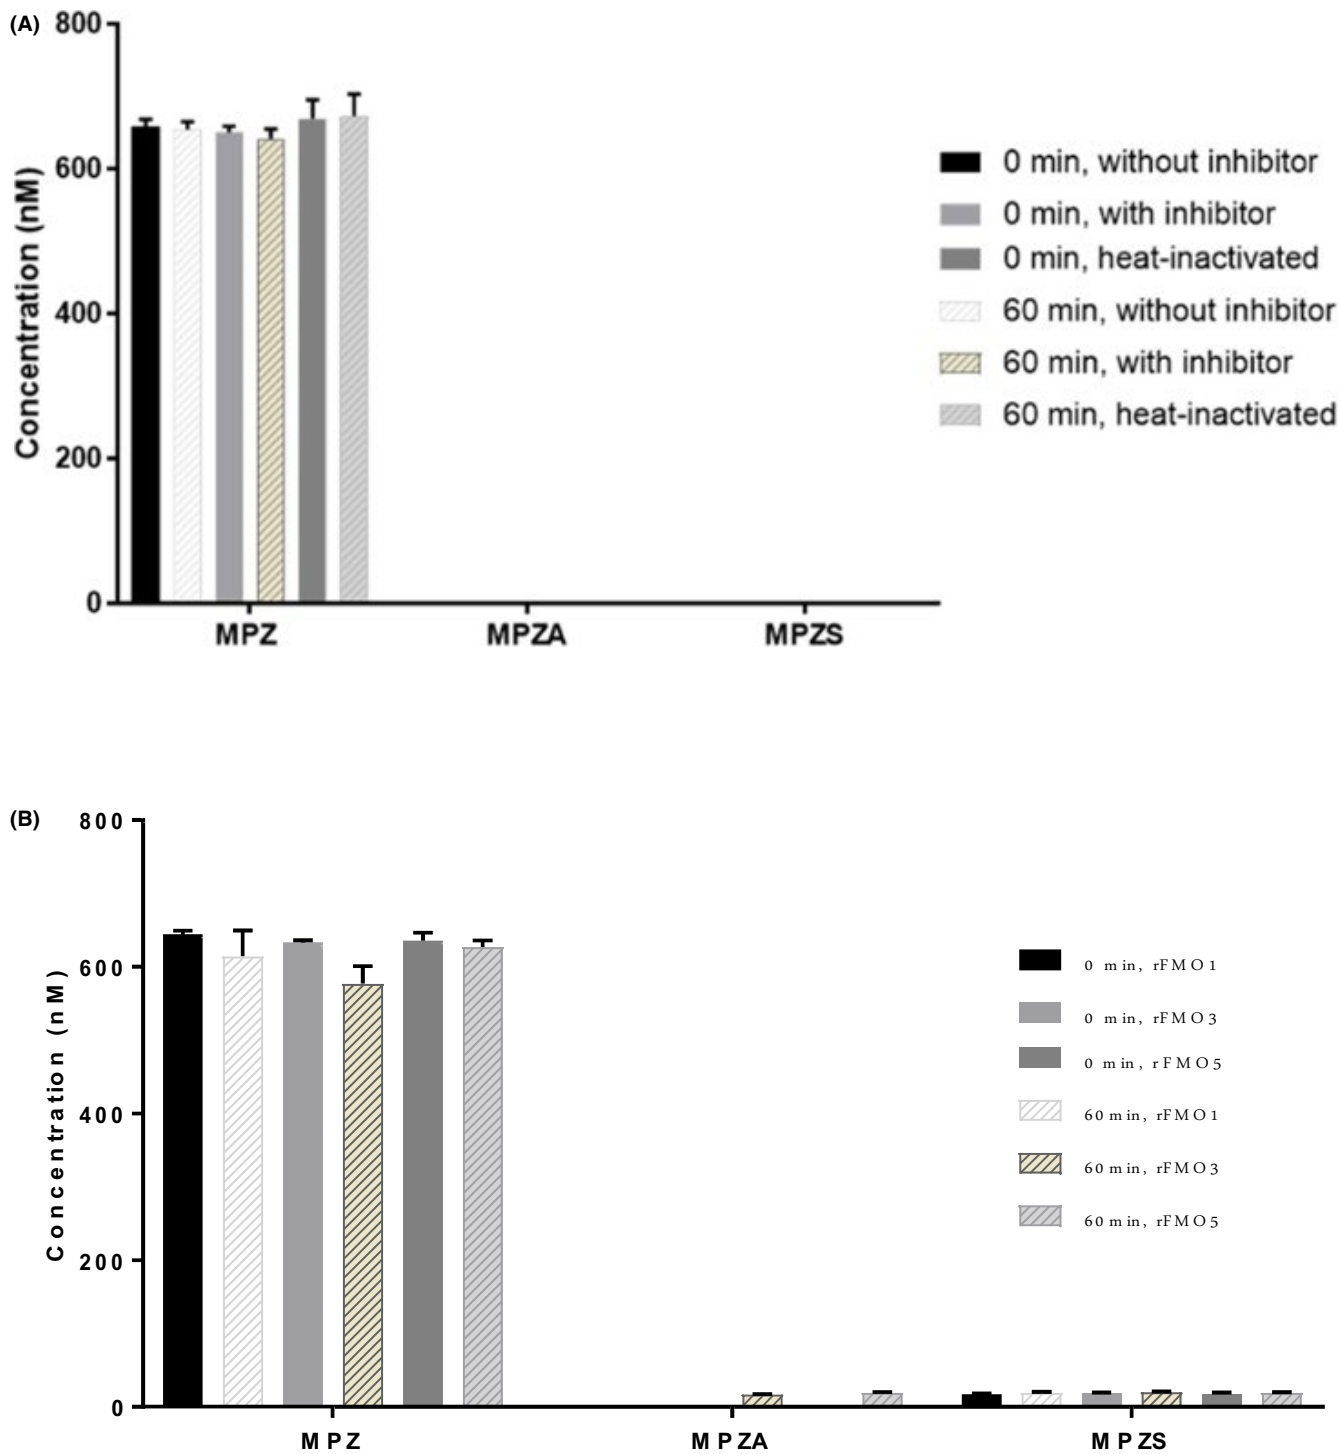 (A)
800
600
400
200
0
Concentration (nM)
MPZ
MPZA
MPZS
0 min, without inhibitor
0 min, with inhibitor
0 min, heat-inactivated
60 min, without inhibitor
60 min, with inhibitor
60 min, heat-inactivated
(B)
800
600
400
200
0
Concentration (nM)
MPZ
MPZA
MPZS
0 min, rFMO1
0 min, rFMO3
0 min, rFMO5
60 min, rFMO1
60 min, rFMO3
60 min, rFMO5